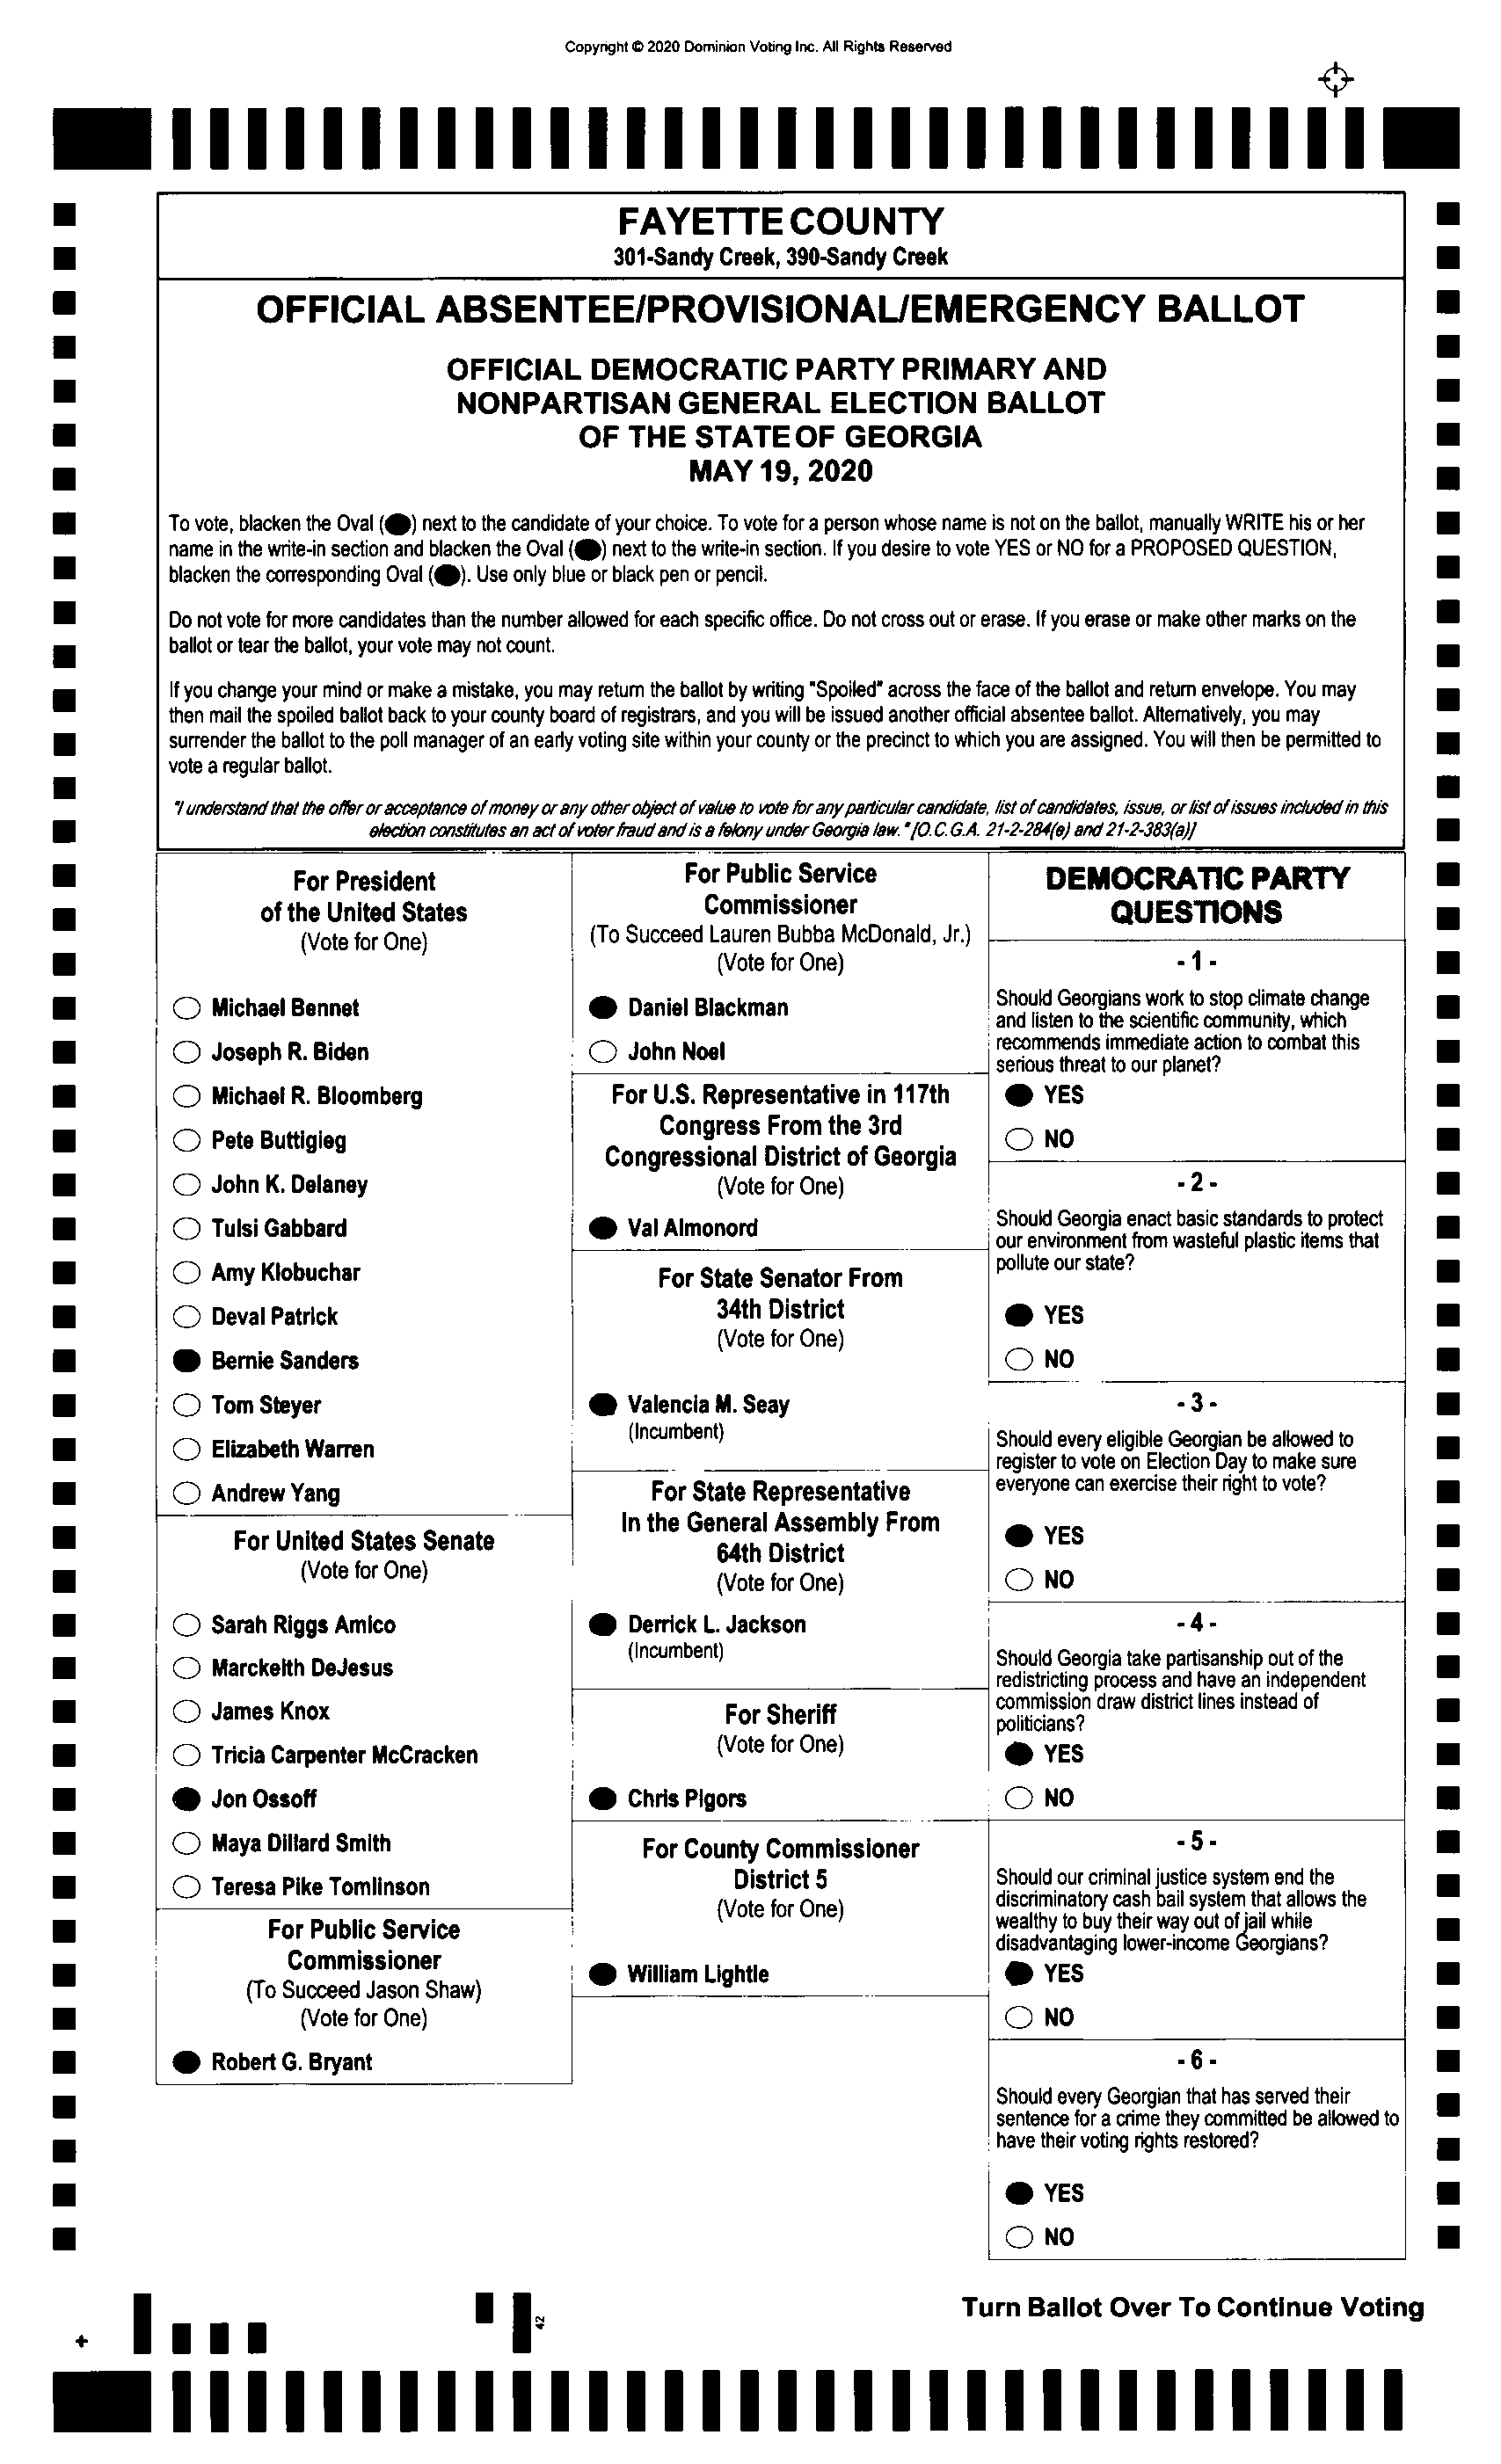 Copyright © 2020 Dominion Voting Inc. All Rights Reserved
FAYETTE COUNTY
301-Sandy Creek, 390-Sandy Creek
OFFICIAL ABSENTEE/PROVISIONAL/EMERGENCY BALLOT
OFFICIAL DEMOCRATIC PARTY PRIMARY AND
NONPARTISAN GENERAL ELECTION BALLOT
OF THE STATE OF GEORGIA
MAY 19, 2020
To vote, blacken the Oval (●) next to the candidate of your choice. To vote for a person whose name is not on the ballot, manually WRITE his or her
name in the write-in section and blacken the Oval (●) next to the write-in section. If you desire to vote YES or NO for a PROPOSED QUESTION,
blacken the corresponding Oval (●). Use only blue or black pen or pencil.
Do not vote for more candidates than the number allowed for each specific office. Do not cross out or erase. If you erase or make other marks on the
ballot or tear the ballot, your vote may not count.
If you change your mind or make a mistake, you may return the ballot by writing "Spoiled" across the face of the ballot and return envelope. You may
then mail the spoiled ballot back to your county board of registrars, and you will be issued another official absentee ballot. Alternatively, you may
surrender the ballot to the poll manager of an early voting site within your county or the precinct to which you are assigned. You will then be permitted to
vote a regular ballot.
"I understand that the offer or acceptance of money or any other object of value to vote for any particular candidate, list of candidates, issue, or list of issues included in this
election constitutes an act of voter fraud and is a felony under Georgia law." [O.C.G.A. 21-2-284(e) and 21-2-383(a)]
For President
of the United States
(Vote for One)
Michael Bennet
Joseph R. Biden
Michael R. Bloomberg
Pete Buttigieg
John K. Delaney
Tulsi Gabbard
Amy Klobuchar
Deval Patrick
Bernie Sanders
Tom Steyer
Elizabeth Warren
Andrew Yang
For United States Senate
(Vote for One)
Sarah Riggs Amico
Marckeith DeJesus
James Knox
Tricia Carpenter McCracken
Jon Ossoff
Maya Dillard Smith
Teresa Pike Tomlinson
For Public Service
Commissioner
(To Succeed Jason Shaw)
(Vote for One)
Robert G. Bryant
For Public Service
Commissioner
(To Succeed Lauren Bubba McDonald, Jr.)
(Vote for One)
Daniel Blackman
John Noel
For U.S. Representative in 117th
Congress From the 3rd
Congressional District of Georgia
(Vote for One)
Val Almonord
For State Senator From
34th District
(Vote for One)
Valencia M. Seay
(Incumbent)
For State Representative
In the General Assembly From
64th District
(Vote for One)
Derrick L. Jackson
(Incumbent)
For Sheriff
(Vote for One)
Chris Pigors
For County Commissioner
District 5
(Vote for One)
William Lightle
DEMOCRATIC PARTY
QUESTIONS
- 1 -
Should Georgians work to stop climate change
and listen to the scientific community, which
recommends immediate action to combat this
serious threat to our planet?
YES
NO
- 2 -
Should Georgia enact basic standards to protect
our environment from wasteful plastic items that
pollute our state?
YES
NO
- 3 -
Should every eligible Georgian be allowed to
register to vote on Election Day to make sure
everyone can exercise their right to vote?
YES
NO
- 4 -
Should Georgia take partisanship out of the
redistricting process and have an independent
commission draw district lines instead of
politicians?
YES
NO
- 5 -
Should our criminal justice system end the
discriminatory cash bail system that allows the
wealthy to buy their way out of jail while
disadvantaging lower-income Georgians?
YES
NO
- 6 -
Should every Georgian that has served their
sentence for a crime they committed be allowed to
have their voting rights restored?
YES
NO
Turn Ballot Over To Continue Voting
42